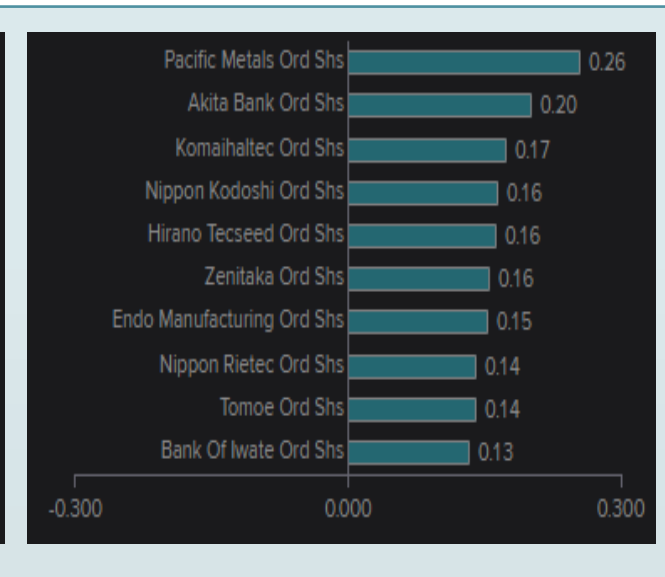 Pacific Metals Ord Shs 0.26
Akita Bank Ord Shs 0.20
Komaihaltec Ord Shs 0.17
Nippon Kodoshi Ord Shs 0.16
Hirano Tecseed Ord Shs 0.16
Zenitaka Ord Shs 0.16
Endo Manufacturing Ord Shs 0.15
Nippon Rietec Ord Shs 0.14
Tomoe Ord Shs 0.14
Bank Of Iwate Ord Shs 0.13
-0.300 0.000 0.300